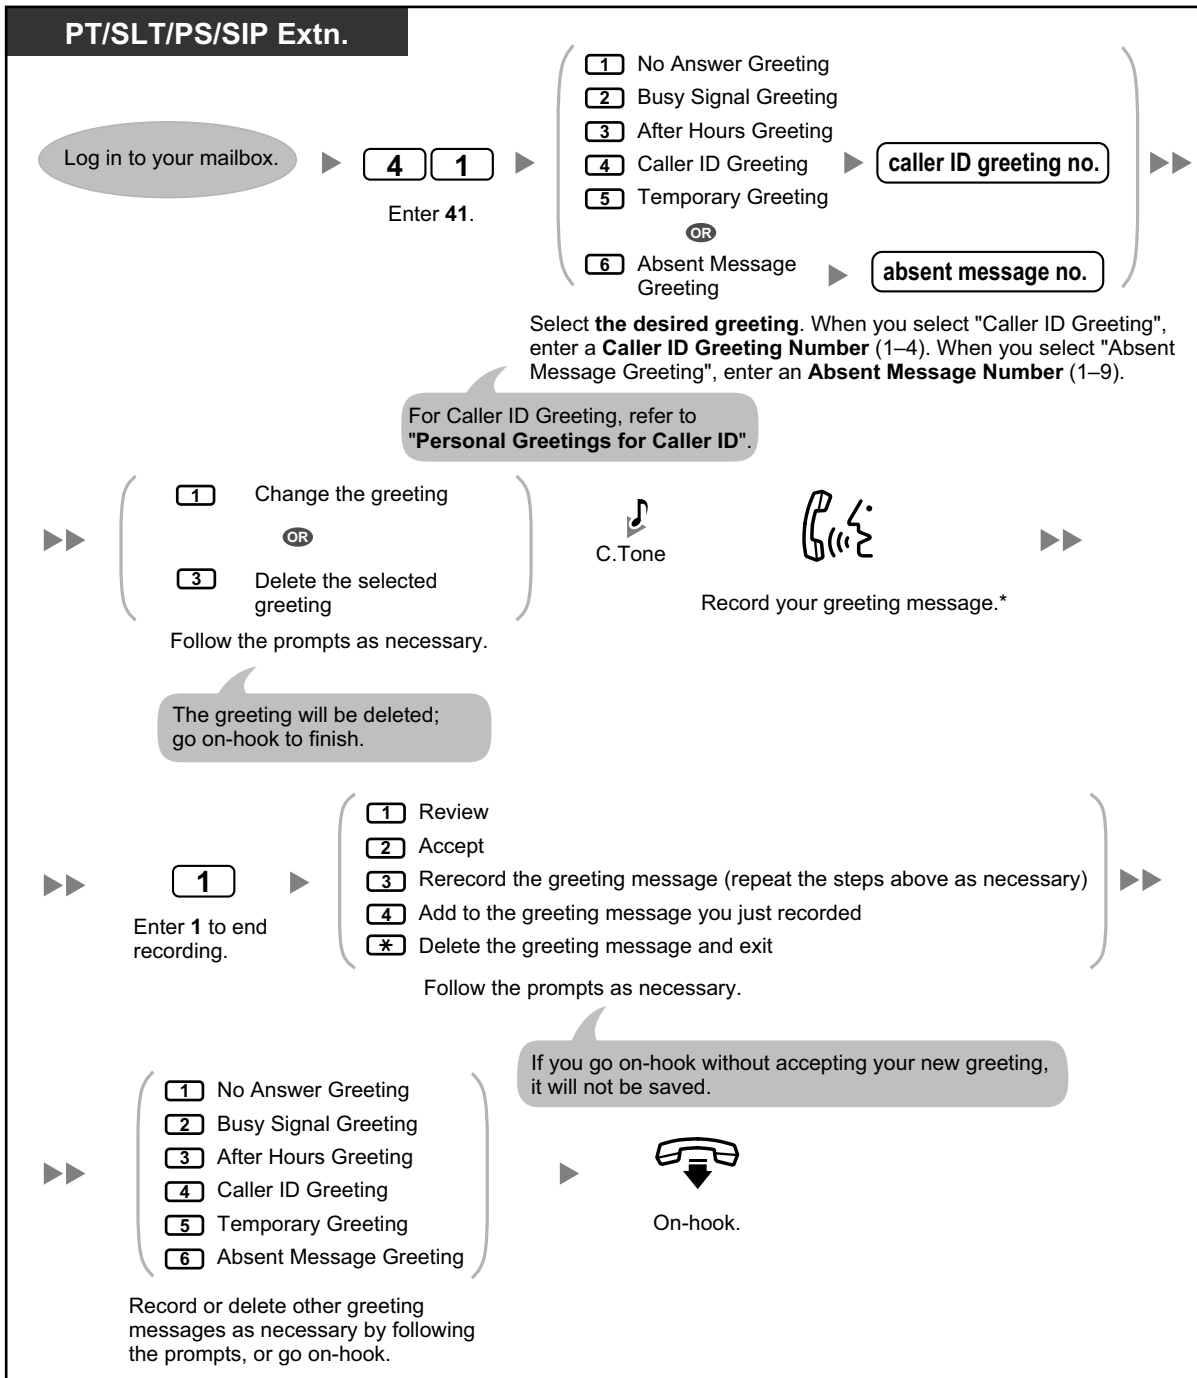 PT/SLT/PS/SIP Extn.
Log in to your mailbox.
4 1
Enter 41.
1 No Answer Greeting
2 Busy Signal Greeting
3 After Hours Greeting
4 Caller ID Greeting
caller ID greeting no.
5 Temporary Greeting
OR
6 Absent Message
Greeting
absent message no.
Select the desired greeting. When you select "Caller ID Greeting",
enter a Caller ID Greeting Number (1–4). When you select "Absent
Message Greeting", enter an Absent Message Number (1–9).
For Caller ID Greeting, refer to
"Personal Greetings for Caller ID".
1 Change the greeting
OR
3 Delete the selected
greeting
Follow the prompts as necessary.
C.Tone
Record your greeting message.*
The greeting will be deleted;
go on-hook to finish.
1
Enter 1 to end
recording.
1 Review
2 Accept
3 Rerecord the greeting message (repeat the steps above as necessary)
4 Add to the greeting message you just recorded
* Delete the greeting message and exit
Follow the prompts as necessary.
If you go on-hook without accepting your new greeting,
it will not be saved.
1 No Answer Greeting
2 Busy Signal Greeting
3 After Hours Greeting
4 Caller ID Greeting
5 Temporary Greeting
6 Absent Message Greeting
Record or delete other greeting
messages as necessary by following
the prompts, or go on-hook.
On-hook.